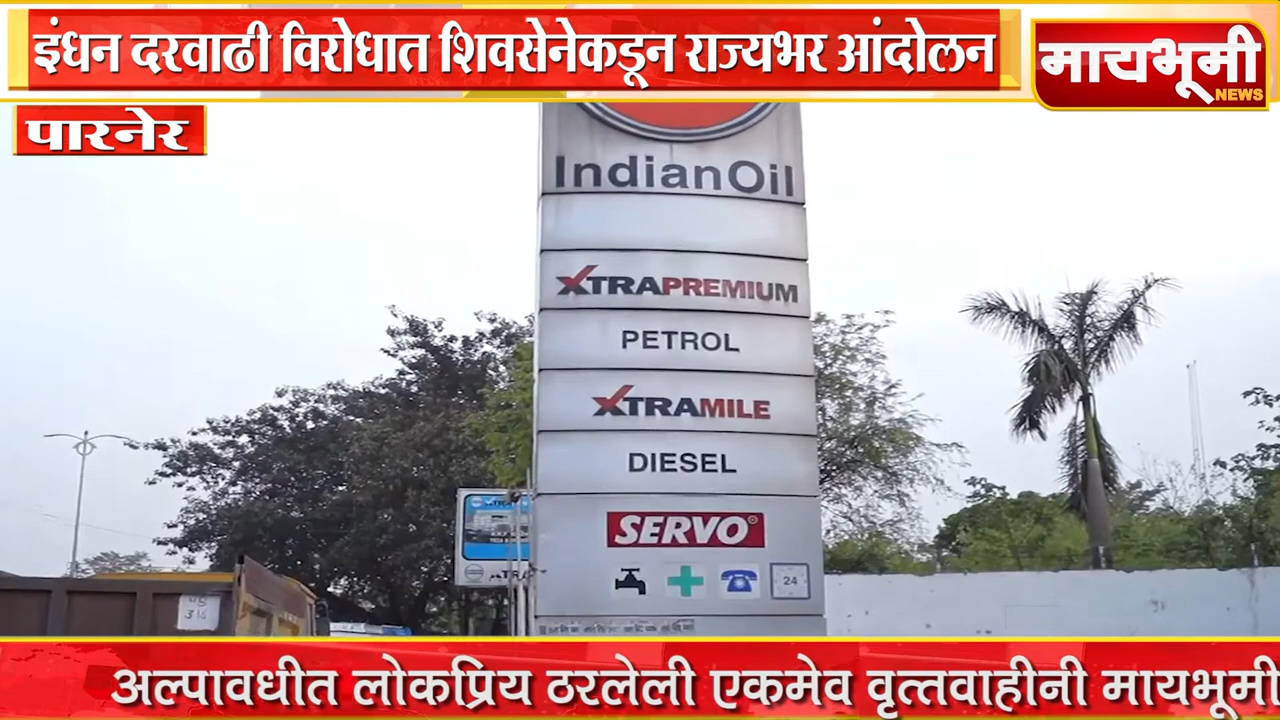 इंधन दरवाढी विरोधात शिवसेनेकडून राज्यभर आंदोलन
मायभूमी
NEWS
पारनेर
IndianOil
XTRAPREMIUM
PETROL
XTRAMILE
DIESEL
SERVO
24
अल्पावधीत लोकप्रिय ठरलेली एकमेव वृत्तवाहीनी मायभूमी